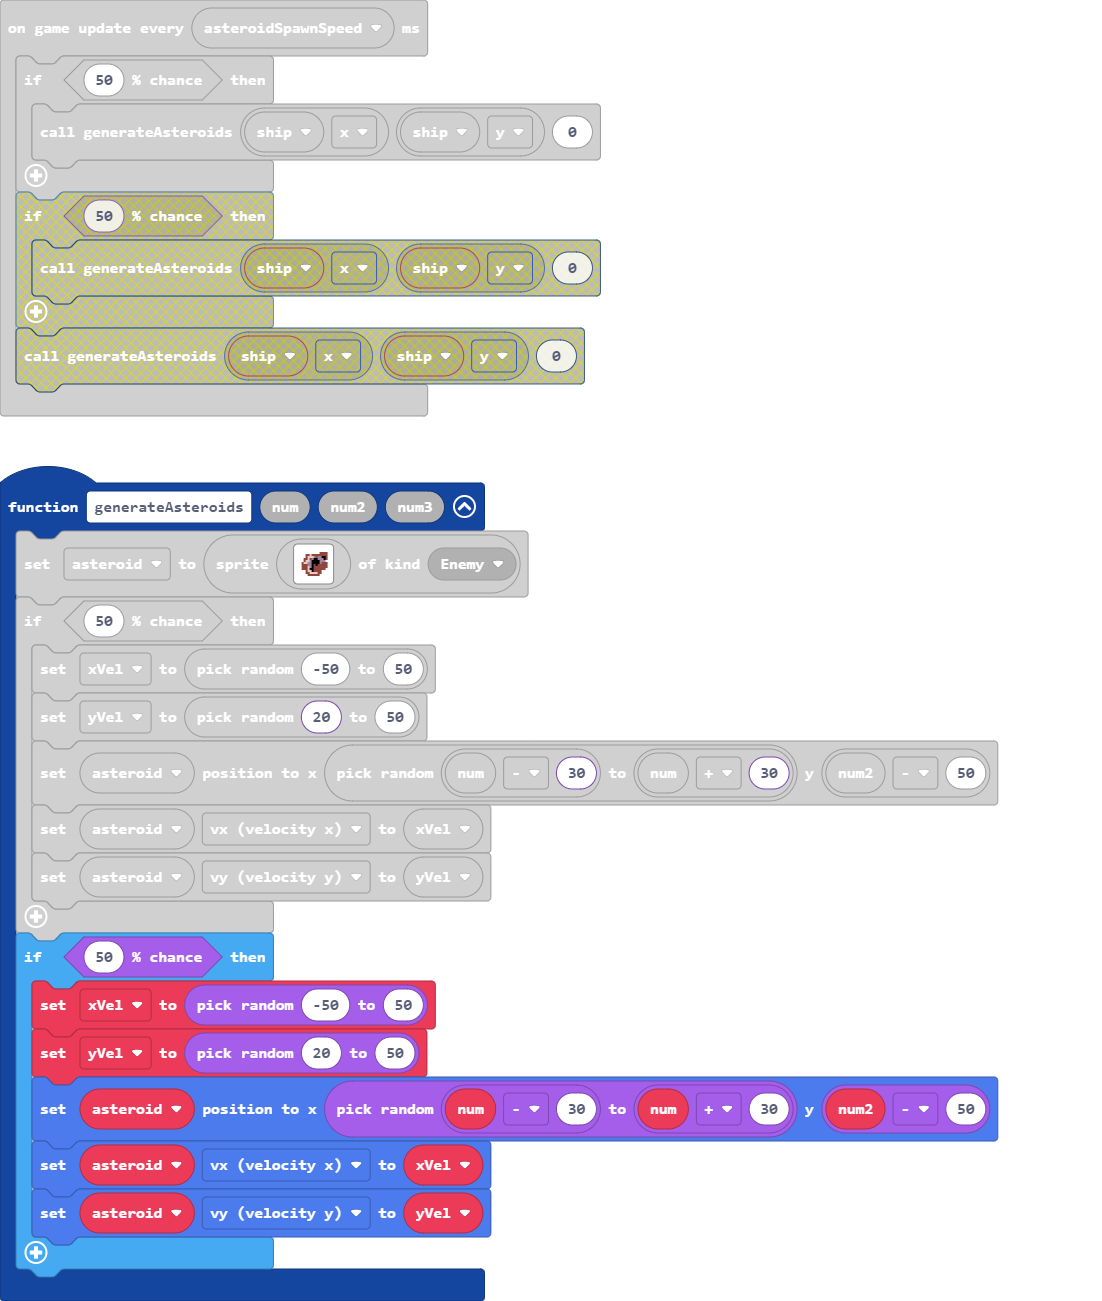 on game update every asteroidSpawnSpeed ms
if 50 % chance then
call generateAsteroids ship x ship y 0
if 50 % chance then
call generateAsteroids ship x ship y 0
call generateAsteroids ship x ship y 0
function generateAsteroids num num2 num3
set asteroid to sprite of kind Enemy
if 50 % chance then
set xVel to pick random -50 to 50
set yVel to pick random 20 to 50
set asteroid position to x pick random num - 30 to num + 30 y num2 - 50
set asteroid vx (velocity x) to xVel
set asteroid vy (velocity y) to yVel
if 50 % chance then
set xVel to pick random -50 to 50
set yVel to pick random 20 to 50
set asteroid position to x pick random num - 30 to num + 30 y num2 - 50
set asteroid vx (velocity x) to xVel
set asteroid vy (velocity y) to yVel